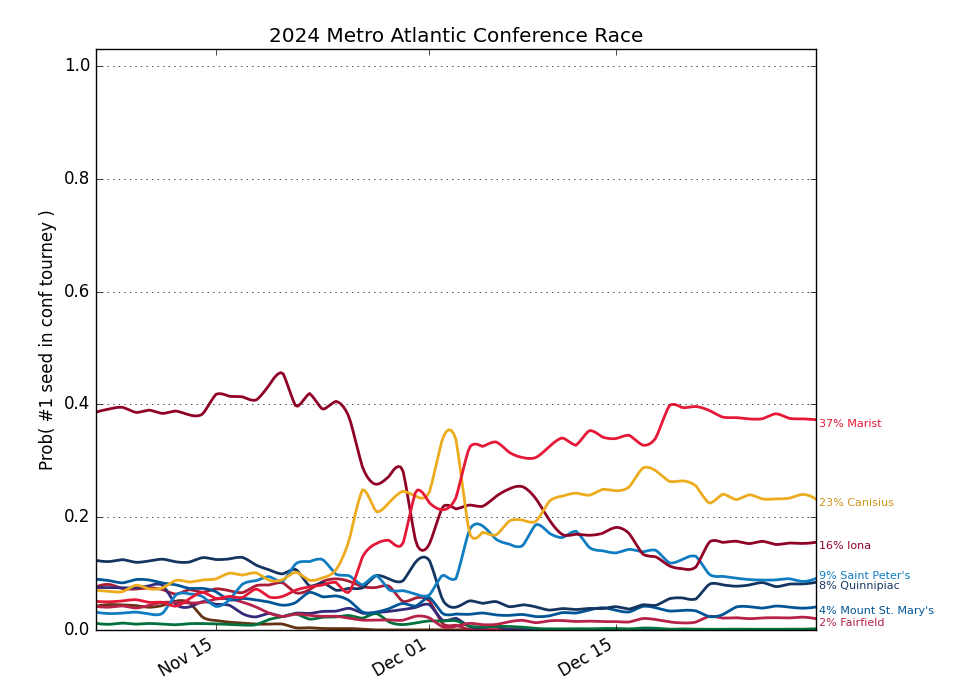 2024 Metro Atlantic Conference Race
Prob( #1 seed in conf tourney )
1.0
0.8
0.6
0.4
0.2
0.0
Nov 15
Dec 01
Dec 15
37% Marist
23% Canisius
16% Iona
9% Saint Peter's
8% Quinnipiac
4% Mount St. Mary's
2% Fairfield